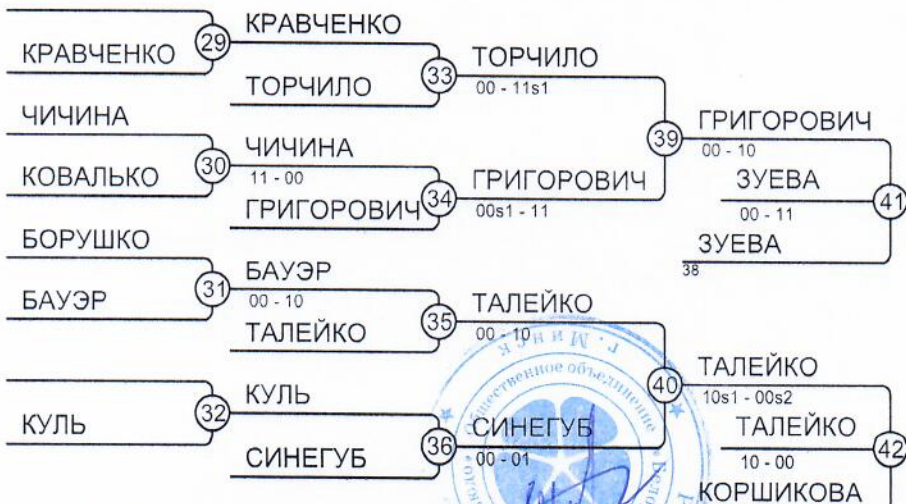 КРАВЧЕНКО
29
КРАВЧЕНКО
ТОРЧИЛО
33
ТОРЧИЛО
00 - 11s1
ЧИЧИНА
КОВАЛЬКО
30
ЧИЧИНА
11 - 00
ГРИГОРОВИЧ
34
ГРИГОРОВИЧ
00s1 - 11
39
ГРИГОРОВИЧ
00 - 10
ЗУЕВА
00 - 11
41
ЗУЕВА
38
БОРУШКО
БАУЭР
31
БАУЭР
00 - 10
ТАЛЕЙКО
35
ТАЛЕЙКО
00 - 10
КУЛЬ
32
КУЛЬ
СИНЕГУБ
36
СИНЕГУБ
00 - 01
40
ТАЛЕЙКО
10s1 - 00s2
ТАЛЕЙКО
10 - 00
42
КОРШИКОВА
г. Минск
Общественное объединение